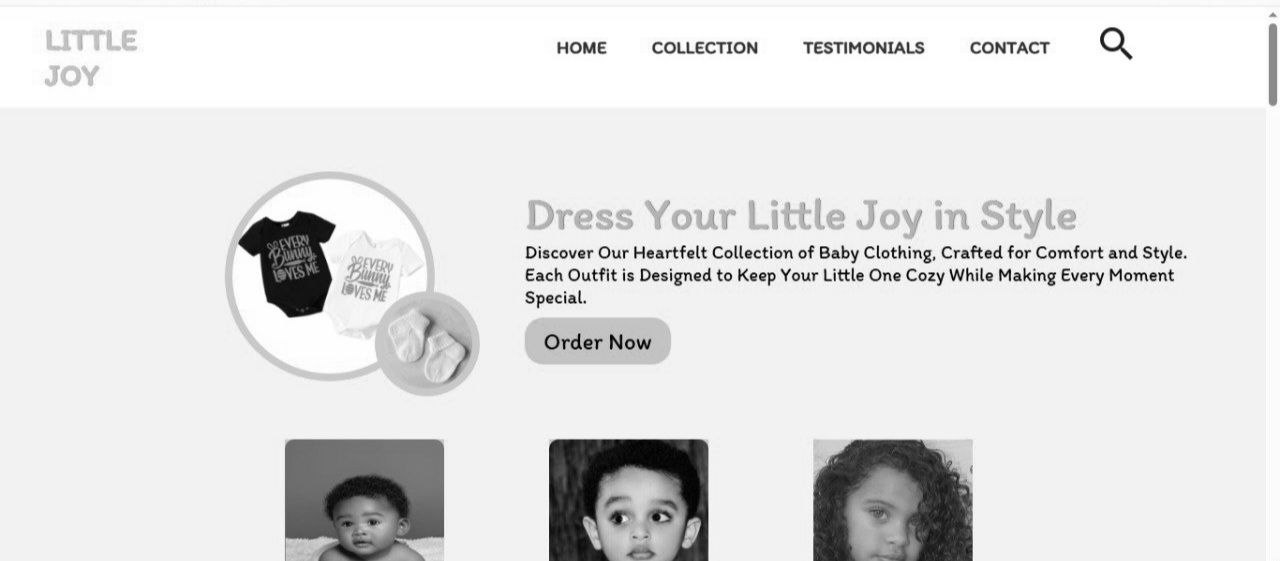 LITTLE
JOY
HOME COLLECTION TESTIMONIALS CONTACT
EVERY
Bunny
LOVES ME
EVERY
Bunny
LOVES ME
Dress Your Little Joy in Style
Discover Our Heartfelt Collection of Baby Clothing, Crafted for Comfort and Style.
Each Outfit is Designed to Keep Your Little One Cozy While Making Every Moment
Special.
Order Now